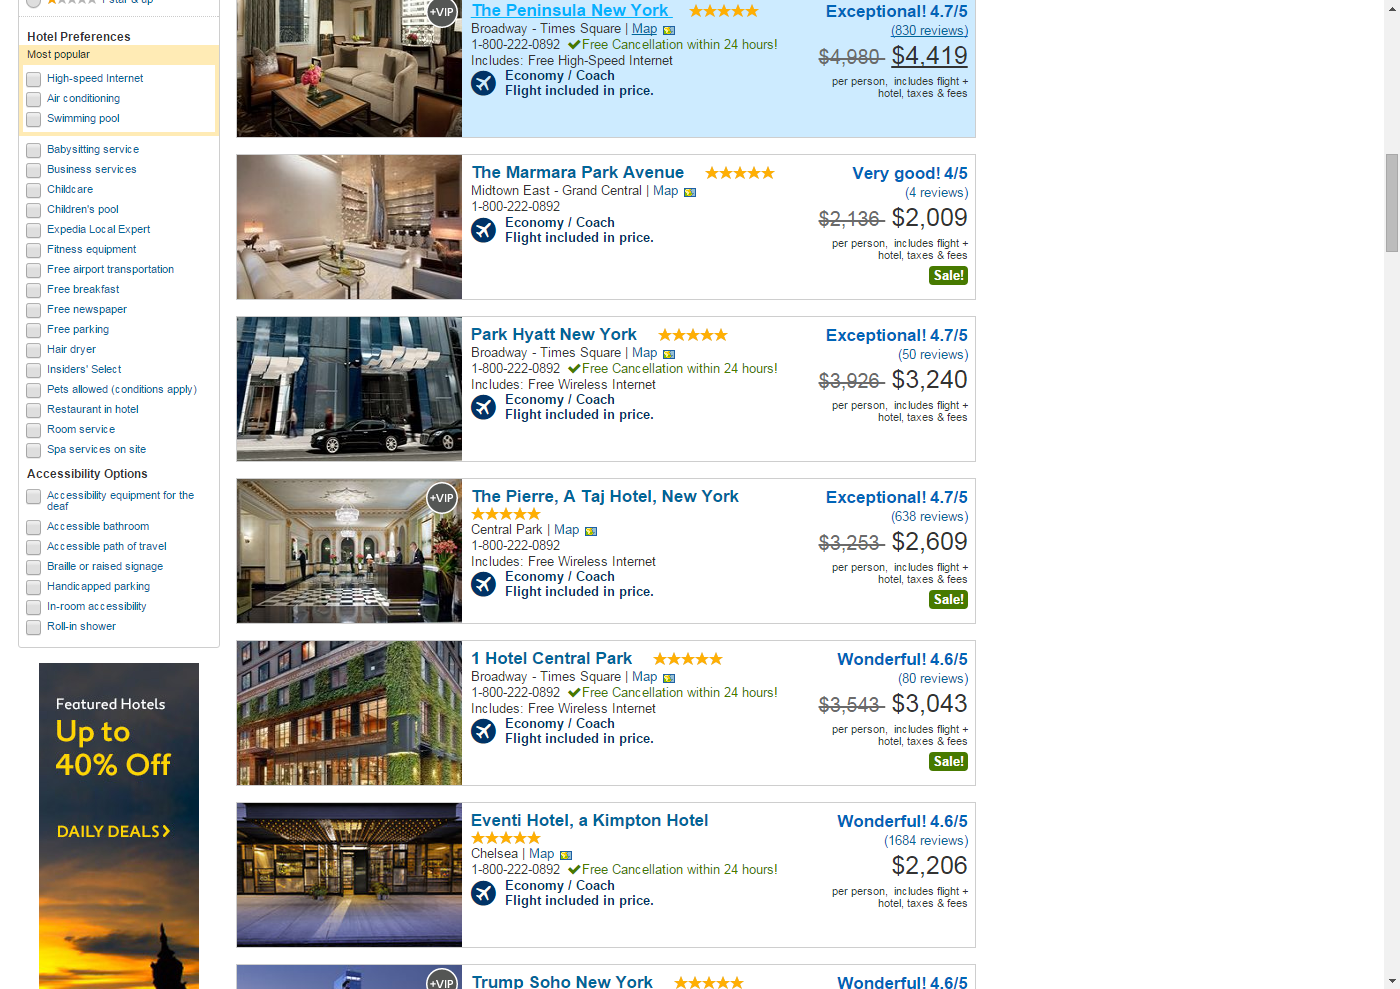 1 star & up
Hotel Preferences
Most popular
High-speed Internet
Air conditioning
Swimming pool
Babysitting service
Business services
Childcare
Children's pool
Expedia Local Expert
Fitness equipment
Free airport transportation
Free breakfast
Free newspaper
Free parking
Hair dryer
Insiders' Select
Pets allowed (conditions apply)
Restaurant in hotel
Room service
Spa services on site
Accessibility Options
Accessibility equipment for the
deaf
Accessible bathroom
Accessible path of travel
Braille or raised signage
Handicapped parking
In-room accessibility
Roll-in shower
Featured Hotels
Up to
40% Off
DAILY DEALS
+VIP
The Peninsula New York
Broadway - Times Square | Map
1-800-222-0892 Free Cancellation within 24 hours!
Includes: Free High-Speed Internet
Economy / Coach
Flight included in price.
Exceptional! 4.7/5
(830 reviews)
$4,980 $4,419
per person, includes flight +
hotel, taxes & fees
The Marmara Park Avenue
Midtown East - Grand Central | Map
1-800-222-0892
Economy / Coach
Flight included in price.
Very good! 4/5
(4 reviews)
$2,136 $2,009
per person, includes flight +
hotel, taxes & fees
Sale!
Park Hyatt New York
Broadway - Times Square | Map
1-800-222-0892 Free Cancellation within 24 hours!
Includes: Free Wireless Internet
Economy / Coach
Flight included in price.
Exceptional! 4.7/5
(50 reviews)
$3,926 $3,240
per person, includes flight +
hotel, taxes & fees
+VIP
The Pierre, A Taj Hotel, New York
Central Park | Map
1-800-222-0892
Includes: Free Wireless Internet
Economy / Coach
Flight included in price.
Exceptional! 4.7/5
(638 reviews)
$3,253 $2,609
per person, includes flight +
hotel, taxes & fees
Sale!
1 Hotel Central Park
Broadway - Times Square | Map
1-800-222-0892 Free Cancellation within 24 hours!
Includes: Free Wireless Internet
Economy / Coach
Flight included in price.
Wonderful! 4.6/5
(80 reviews)
$3,543 $3,043
per person, includes flight +
hotel, taxes & fees
Sale!
Eventi Hotel, a Kimpton Hotel
Chelsea | Map
1-800-222-0892 Free Cancellation within 24 hours!
Economy / Coach
Flight included in price.
Wonderful! 4.6/5
(1684 reviews)
$2,206
per person, includes flight +
hotel, taxes & fees
+VIP
Trump Soho New York
Wonderful! 4.6/5